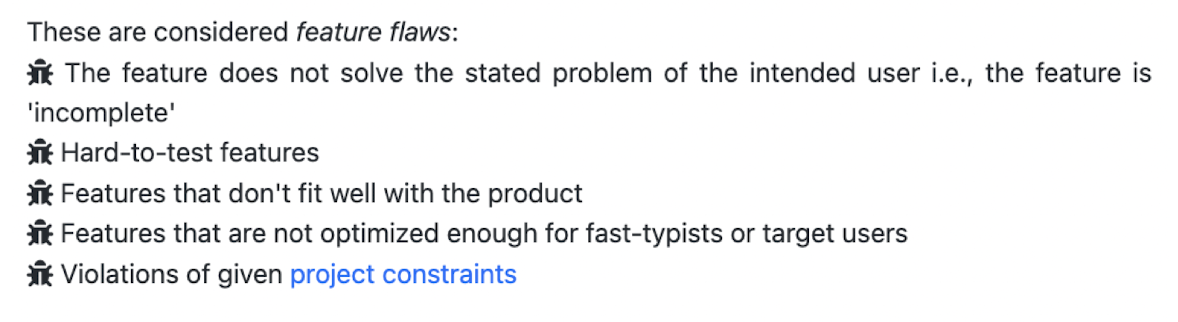 These are considered feature flaws:
The feature does not solve the stated problem of the intended user i.e., the feature is
'incomplete'
Hard-to-test features
Features that don't fit well with the product
Features that are not optimized enough for fast-typists or target users
Violations of given project constraints